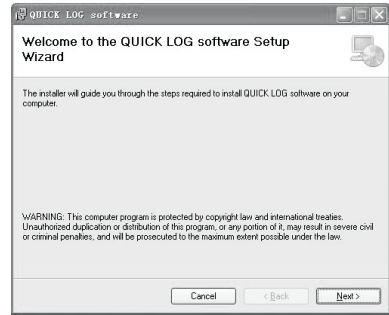 QUICK LOG software
Welcome to the QUICK LOG software Setup
Wizard
The installer will guide you through the steps required to install QUICK LOG software on your
computer.
WARNING: This computer program is protected by copyright law and international treaties.
Unauthorized duplication or distribution of this program, or any portion of it, may result in severe civil
or criminal penalties, and will be prosecuted to the maximum extent possible under the law.
Cancel
< Back
Next >